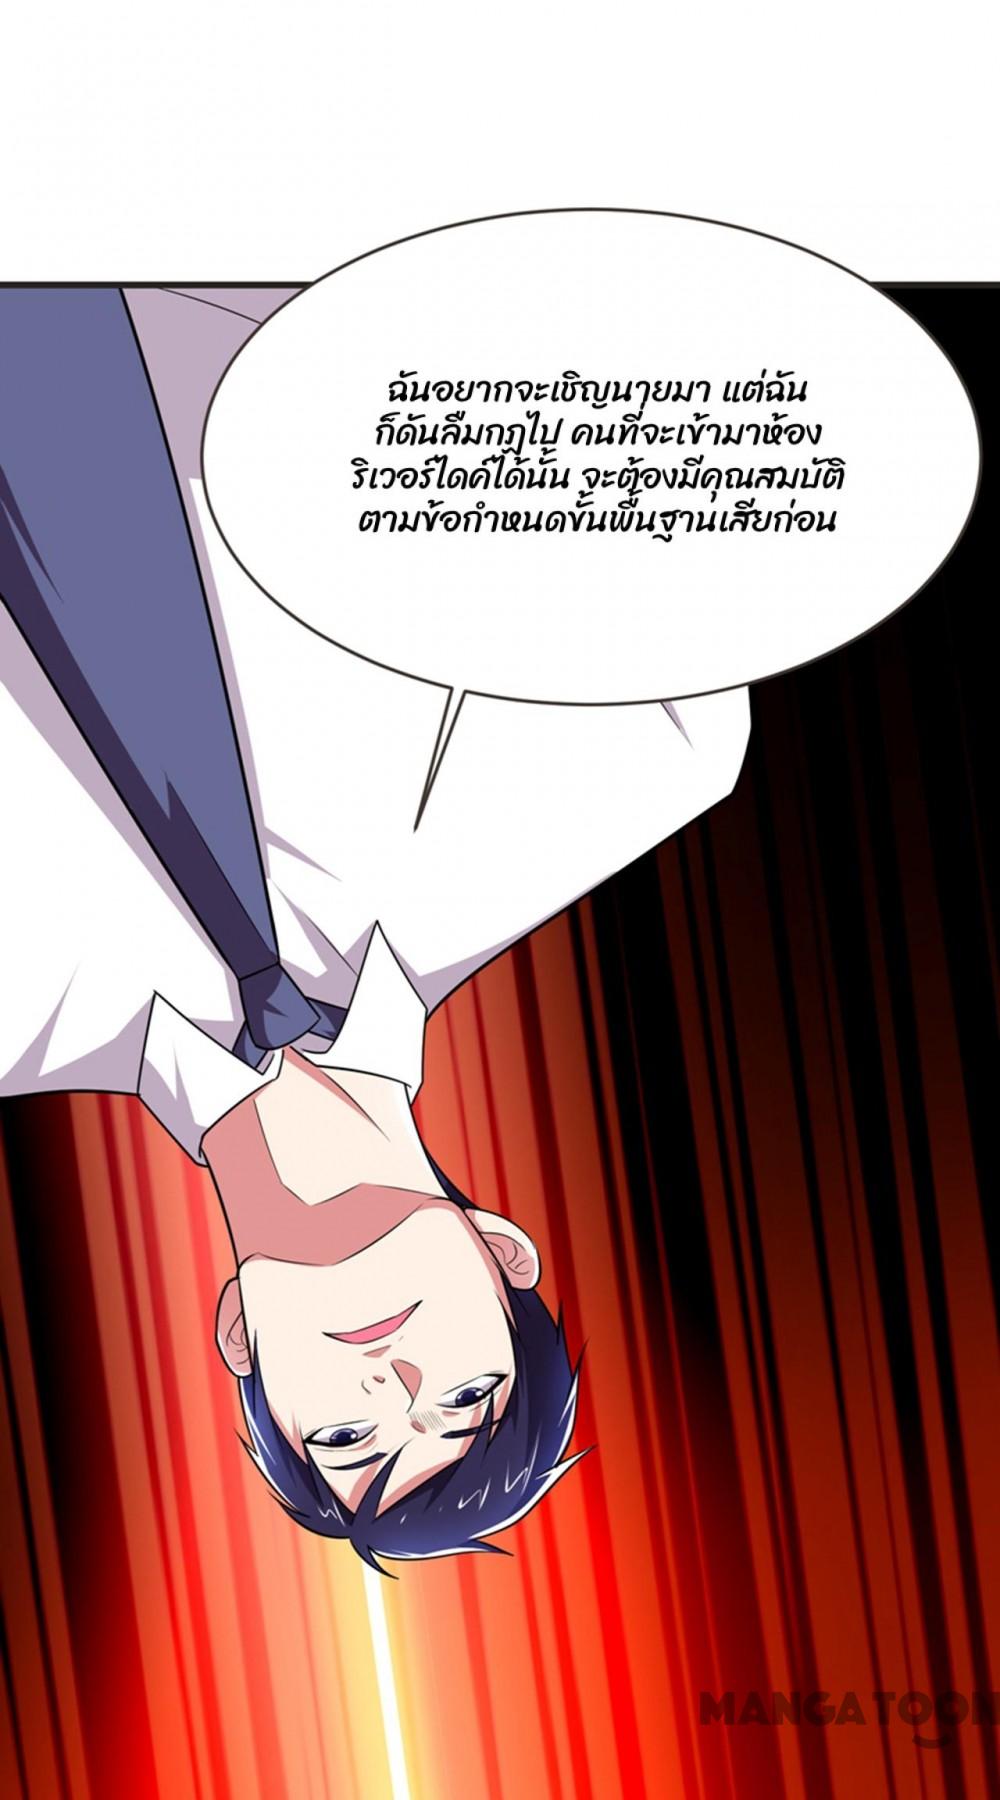 ฉันอยากจะเชิญนายมา แต่ฉัน
ก็ดันลืมกฎไป คนที่จะเข้ามาห้อง
ริเวอร์ไดค์ได้นั้น จะต้องมีคุณสมบัติ
ตามข้อกำหนดขั้นพื้นฐานเสียก่อน
MANGATOON